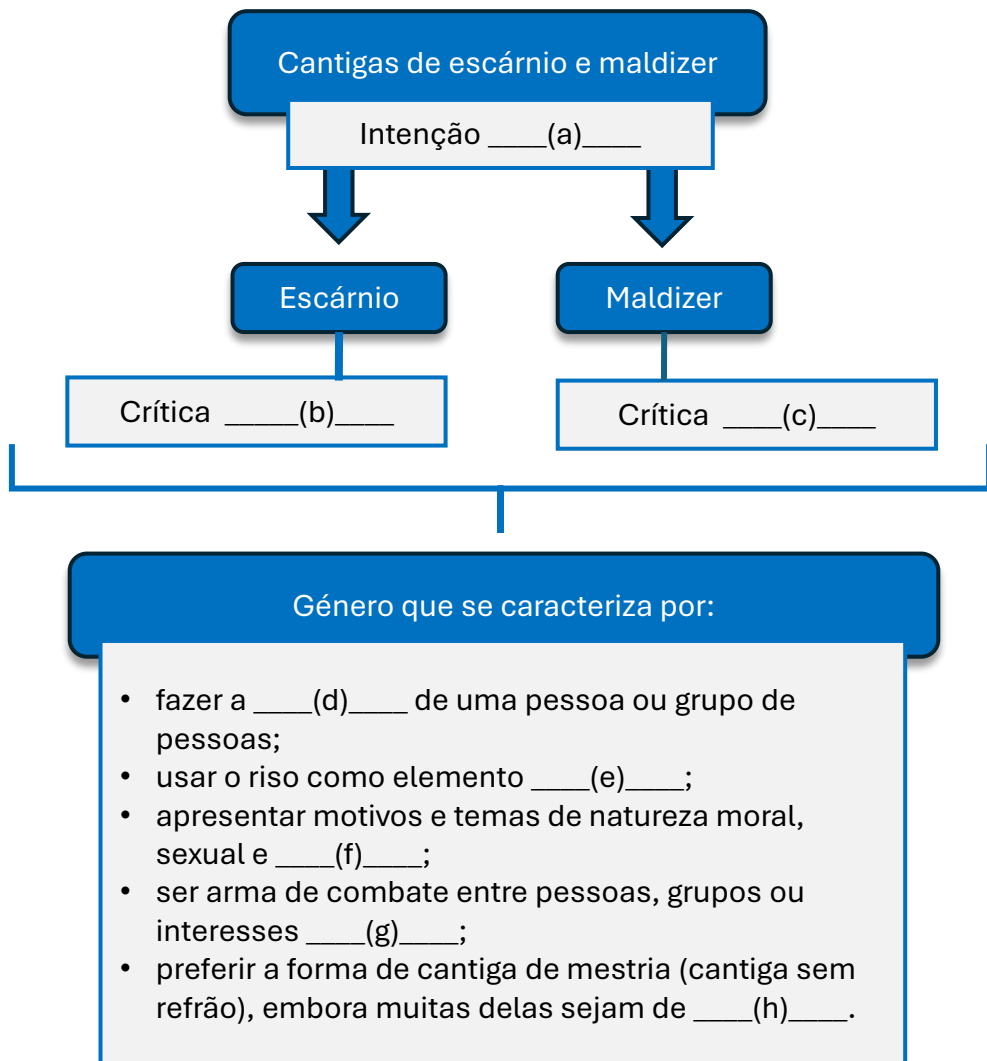 Cantigas de escárnio e maldizer
Intenção ____(a)____
Escárnio
Maldizer
Crítica _____(b)____
Crítica ____(c)____
Género que se caracteriza por:
• fazer a ____(d)____ de uma pessoa ou grupo de
pessoas;
• usar o riso como elemento ____(e)____;
• apresentar motivos e temas de natureza moral,
sexual e ____(f)____;
• ser arma de combate entre pessoas, grupos ou
interesses ____(g)____;
• preferir a forma de cantiga de mestria (cantiga sem
refrão), embora muitas delas sejam de ____(h)____.